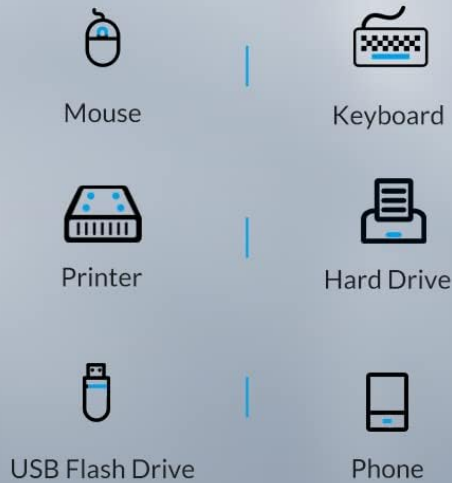 Mouse
Keyboard
Printer
Hard Drive
USB Flash Drive
Phone